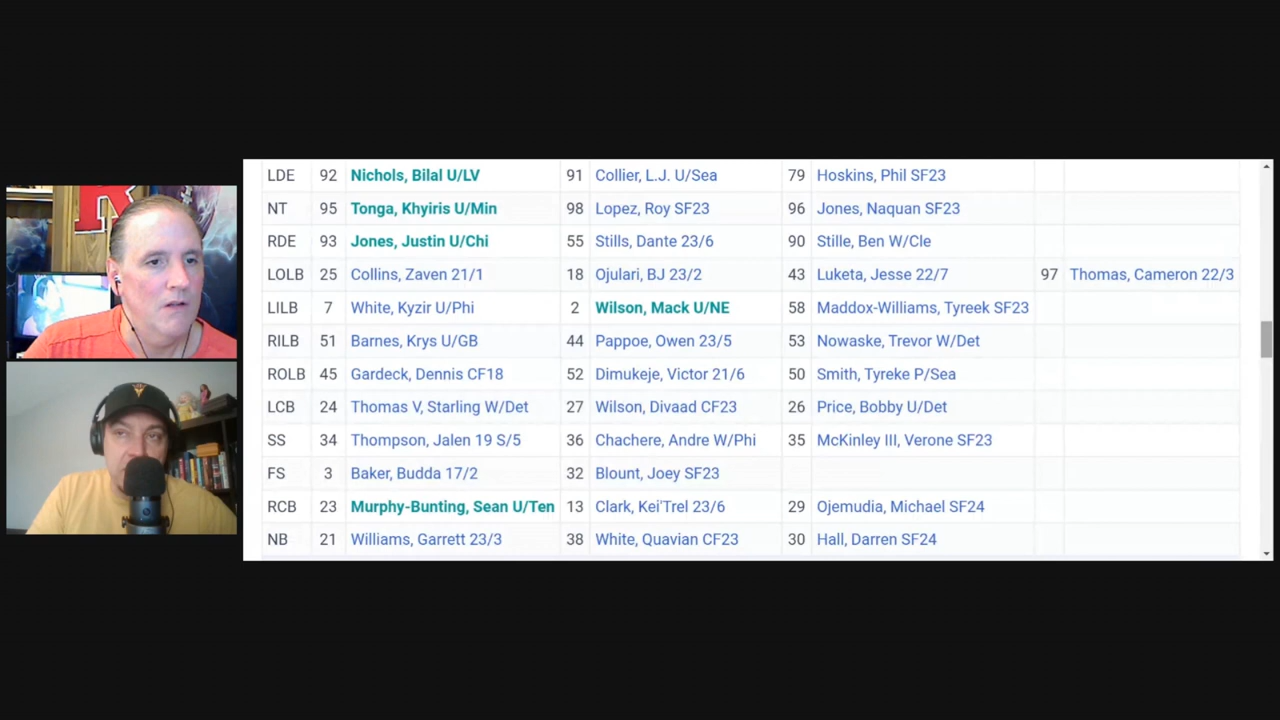 R
LDE 92 Nichols, Bilal U/LV 91 Collier, L.J. U/Sea 79 Hoskins, Phil SF23
NT 95 Tonga, Khyiris U/Min 98 Lopez, Roy SF23 96 Jones, Naquan SF23
RDE 93 Jones, Justin U/Chi 55 Stills, Dante 23/6 90 Stille, Ben W/Cle
LOLB 25 Collins, Zaven 21/1 18 Ojulari, BJ 23/2 43 Luketa, Jesse 22/7 97 Thomas, Cameron 22/3
LILB 7 White, Kyzir U/Phi 2 Wilson, Mack U/NE 58 Maddox-Williams, Tyreek SF23
RILB 51 Barnes, Krys U/GB 44 Pappoe, Owen 23/5 53 Nowaske, Trevor W/Det
ROLB 45 Gardeck, Dennis CF18 52 Dimukeje, Victor 21/6 50 Smith, Tyreke P/Sea
LCB 24 Thomas V, Starling W/Det 27 Wilson, Divaad CF23 26 Price, Bobby U/Det
SS 34 Thompson, Jalen 19 S/5 36 Chachere, Andre W/Phi 35 McKinley III, Verone SF23
FS 3 Baker, Budda 17/2 32 Blount, Joey SF23
RCB 23 Murphy-Bunting, Sean U/Ten 13 Clark, Kei'Trel 23/6 29 Ojemudia, Michael SF24
NB 21 Williams, Garrett 23/3 38 White, Quavian CF23 30 Hall, Darren SF24